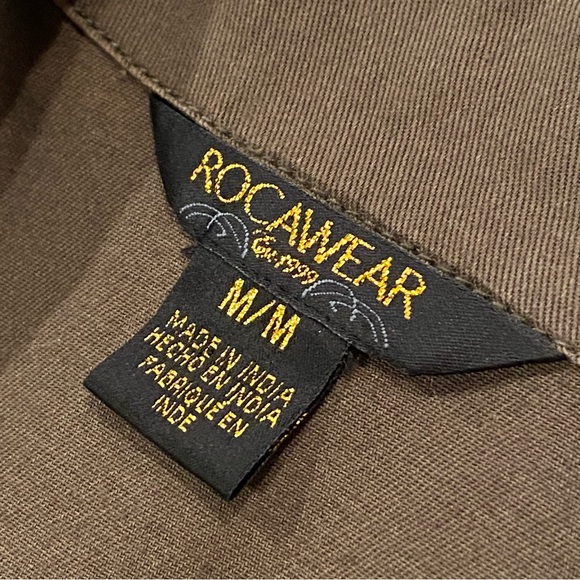 ROCAWEAR
Est.1999
M/M
MADE IN INDIA
HECHO EN INDIA
FABRIQUE EN
INDE